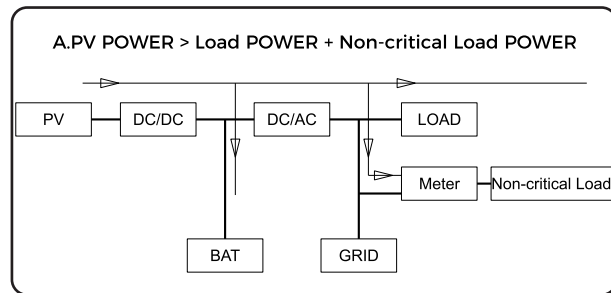 A.PV POWER > Load POWER + Non-critical Load POWER
PV
DC/DC
DC/AC
LOAD
Meter
Non-critical Load
BAT
GRID